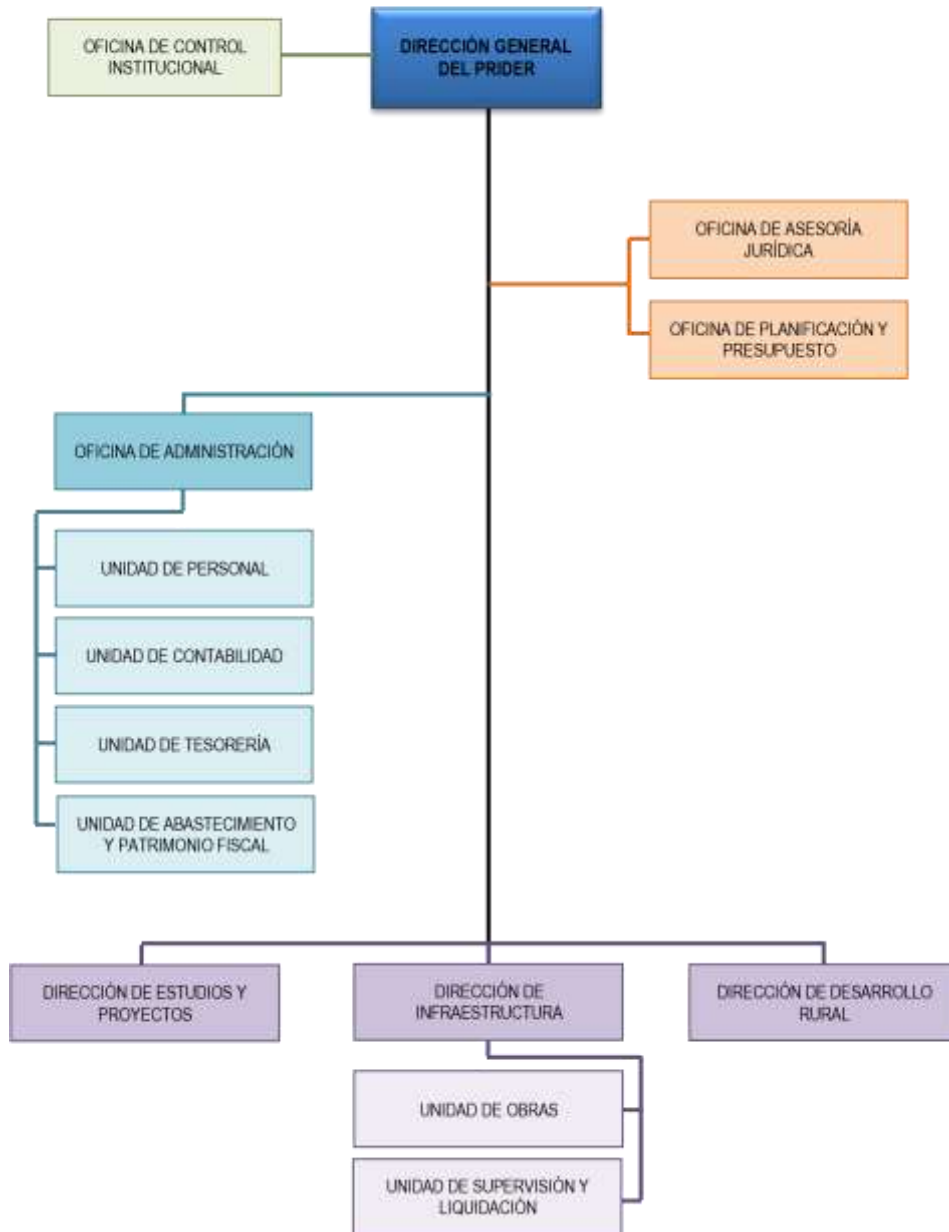 OFICINA DE CONTROL
INSTITUCIONAL
DIRECCIÓN GENERAL
DEL PRIDER
OFICINA DE ASESORÍA
JURÍDICA
OFICINA DE PLANIFICACIÓN Y
PRESUPUESTO
OFICINA DE ADMINISTRACIÓN
UNIDAD DE PERSONAL
UNIDAD DE CONTABILIDAD
UNIDAD DE TESORERÍA
UNIDAD DE ABASTECIMIENTO
Y PATRIMONIO FISCAL
DIRECCIÓN DE ESTUDIOS Y
PROYECTOS
DIRECCIÓN DE
INFRAESTRUCTURA
DIRECCIÓN DE DESARROLLO
RURAL
UNIDAD DE OBRAS
UNIDAD DE SUPERVISIÓN Y
LIQUIDACIÓN